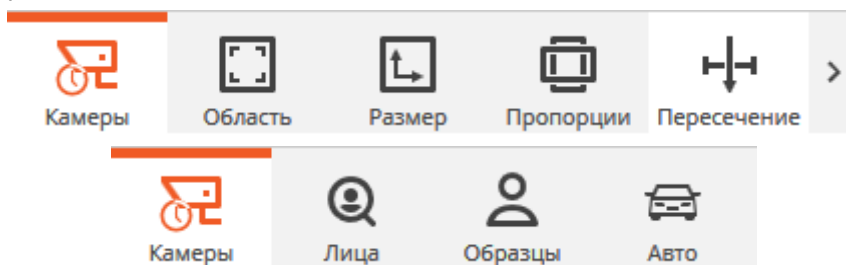 Камеры Область Размер Пропорции Пересечение
Камеры Лица Образцы Авто